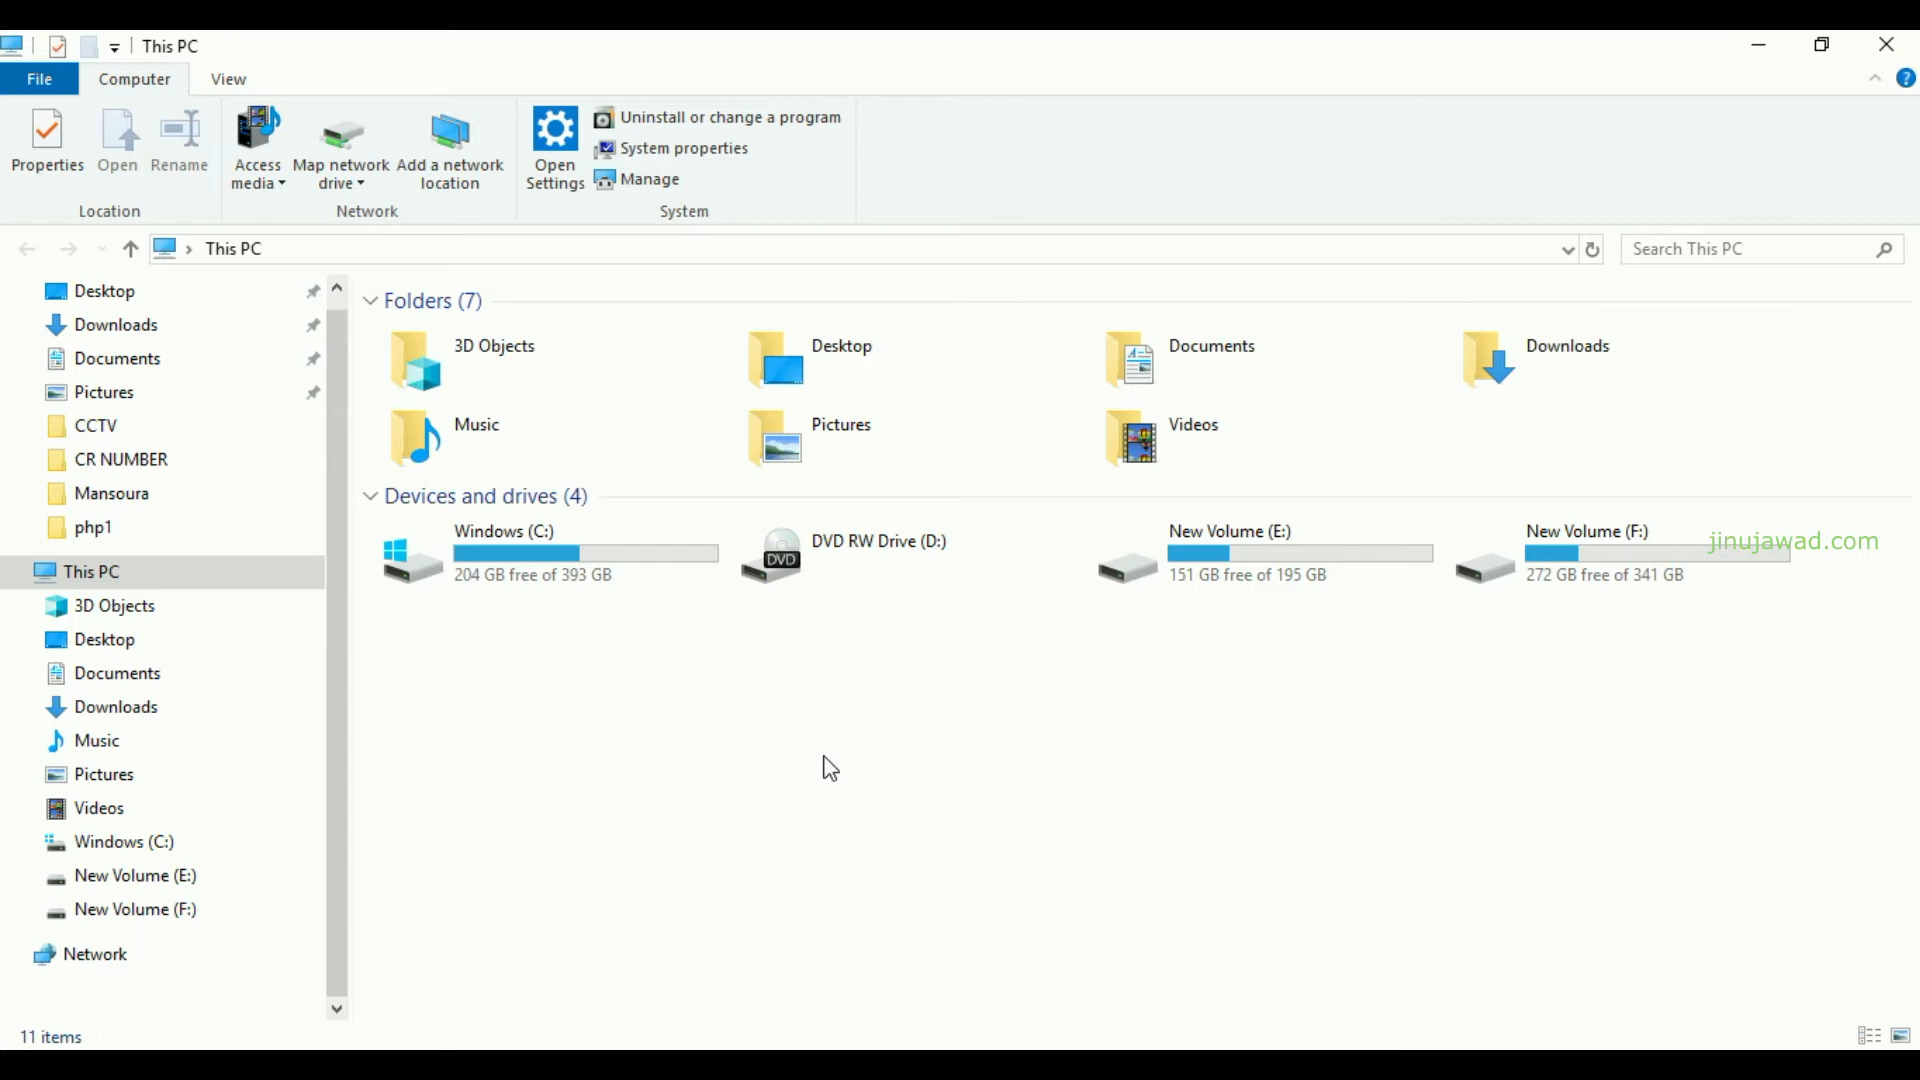 This PC
File Computer View
Properties Open Rename Access media Map network drive Add a network location Open Settings Uninstall or change a program
System properties
Manage
Location Network System
This PC
Search This PC
Desktop
Downloads
Documents
Pictures
CCTV
CR NUMBER
Mansoura
php1
This PC
3D Objects
Desktop
Documents
Downloads
Music
Pictures
Videos
Windows (C:)
New Volume (E:)
New Volume (F:)
Network
Folders (7)
3D Objects Desktop Documents Downloads
Music Pictures Videos
Devices and drives (4)
Windows (C:)
204 GB free of 393 GB
DVD
DVD RW Drive (D:)
New Volume (E:)
151 GB free of 195 GB
New Volume (F:)
272 GB free of 341 GB
jinujawad.com
11 items